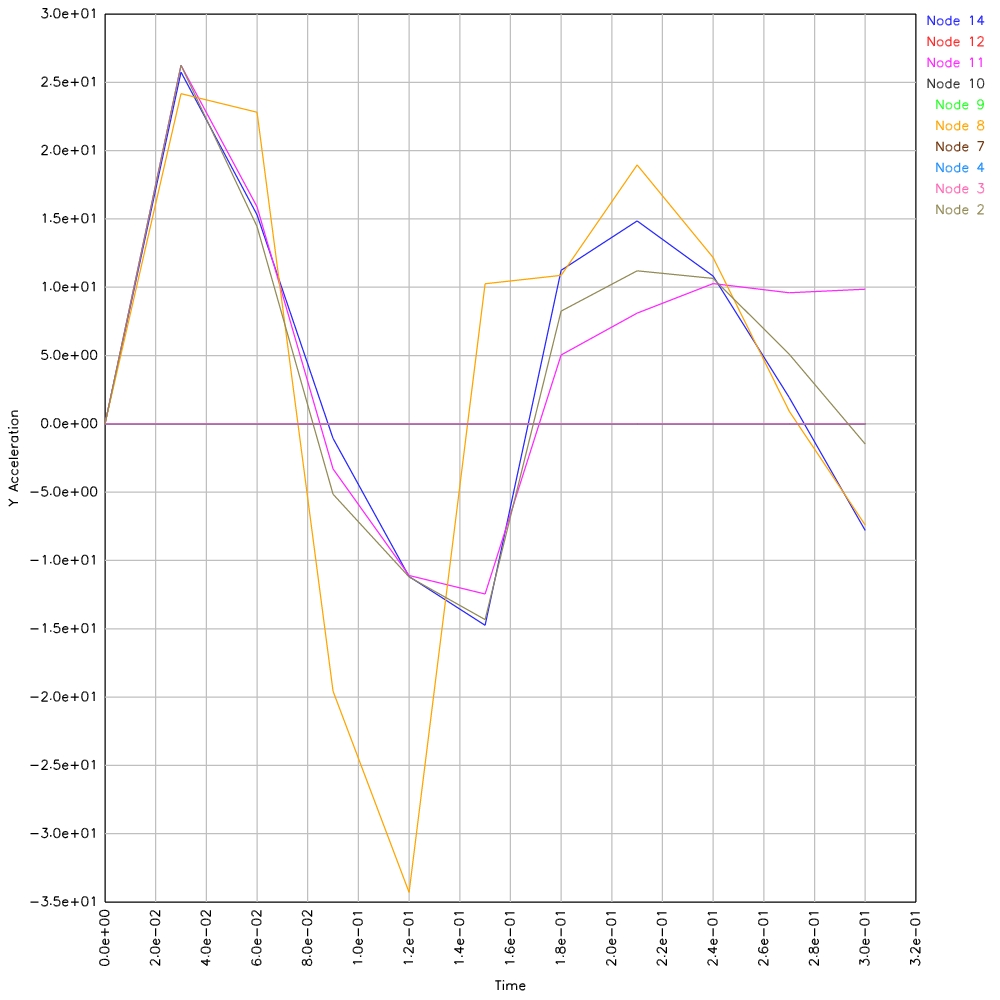 3.0e+01
2.5e+01
2.0e+01
1.5e+01
1.0e+01
5.0e+00
0.0e+00
−5.0e+00
−1.0e+01
−1.5e+01
−2.0e+01
−2.5e+01
−3.0e+01
−3.5e+01
Y Acceleration
0.0e+00
2.0e−02
4.0e−02
6.0e−02
8.0e−02
1.0e−01
1.2e−01
1.4e−01
1.6e−01
1.8e−01
2.0e−01
2.2e−01
2.4e−01
2.6e−01
2.8e−01
3.0e−01
3.2e−01
Time
Node 14
Node 12
Node 11
Node 10
Node 9
Node 8
Node 7
Node 4
Node 3
Node 2